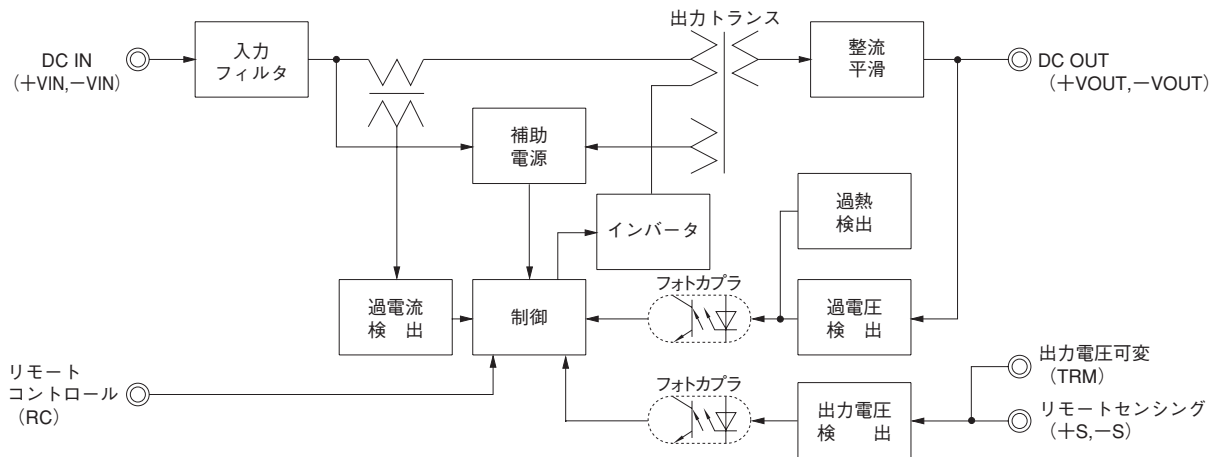 出力トランス
DC IN
(＋VIN,－VIN)
入力
フィルタ
整流
平滑
DC OUT
(＋VOUT,－VOUT)
補助
電源
過熱
検出
インバータ
フォトカプラ
過電流
検 出
制御
過電圧
検 出
リモート
コントロール
(RC)
出力電圧可変
(TRM)
フォトカプラ
出力電圧
検 出
リモートセンシング
(＋S,－S)